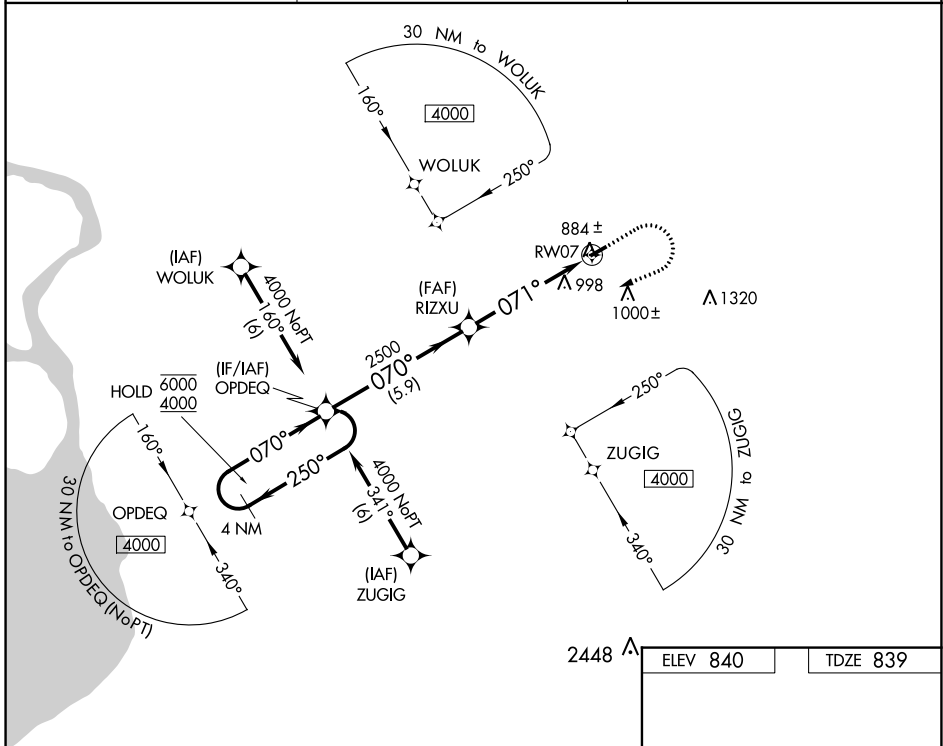 30 NM to WOLUK
160°
4000
WOLUK
250°
884 ±
RW07
998
1000 ±
1320
(IAF)
WOLUK
4000 NoPT
160°
(6)
(FAF)
RIZXU
071°
2500
070°
(5.9)
(IF/IAF)
OPDEQ
HOLD 6000
4000
070°
250°
4 NM
4000 NoPT
341°
(6)
(IAF)
ZUGIG
160°
OPDEQ
4000
340°
30 NM to OPDEQ (NoPT)
250°
ZUGIG
4000
340°
30 NM to ZUGIG
2448
ELEV 840
TDZE 839